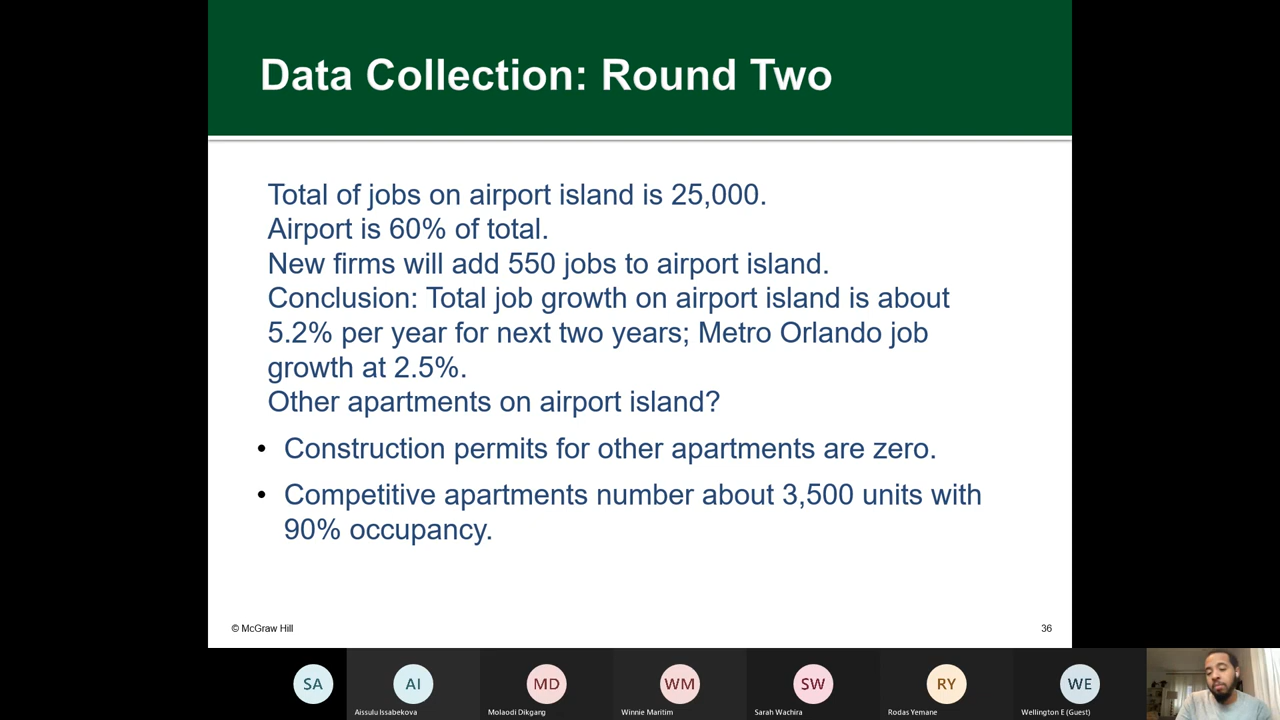 Data Collection: Round Two
Total of jobs on airport island is 25,000.
Airport is 60% of total.
New firms will add 550 jobs to airport island.
Conclusion: Total job growth on airport island is about
5.2% per year for next two years; Metro Orlando job
growth at 2.5%.
Other apartments on airport island?
• Construction permits for other apartments are zero.
• Competitive apartments number about 3,500 units with
90% occupancy.
© McGraw Hill
36
SA
AI
MD
WM
SW
RY
WE
Aissulu Issabekova
Molaodi Dikgang
Winnie Maritim
Sarah Wachira
Rodas Yemane
Wellington E (Guest)